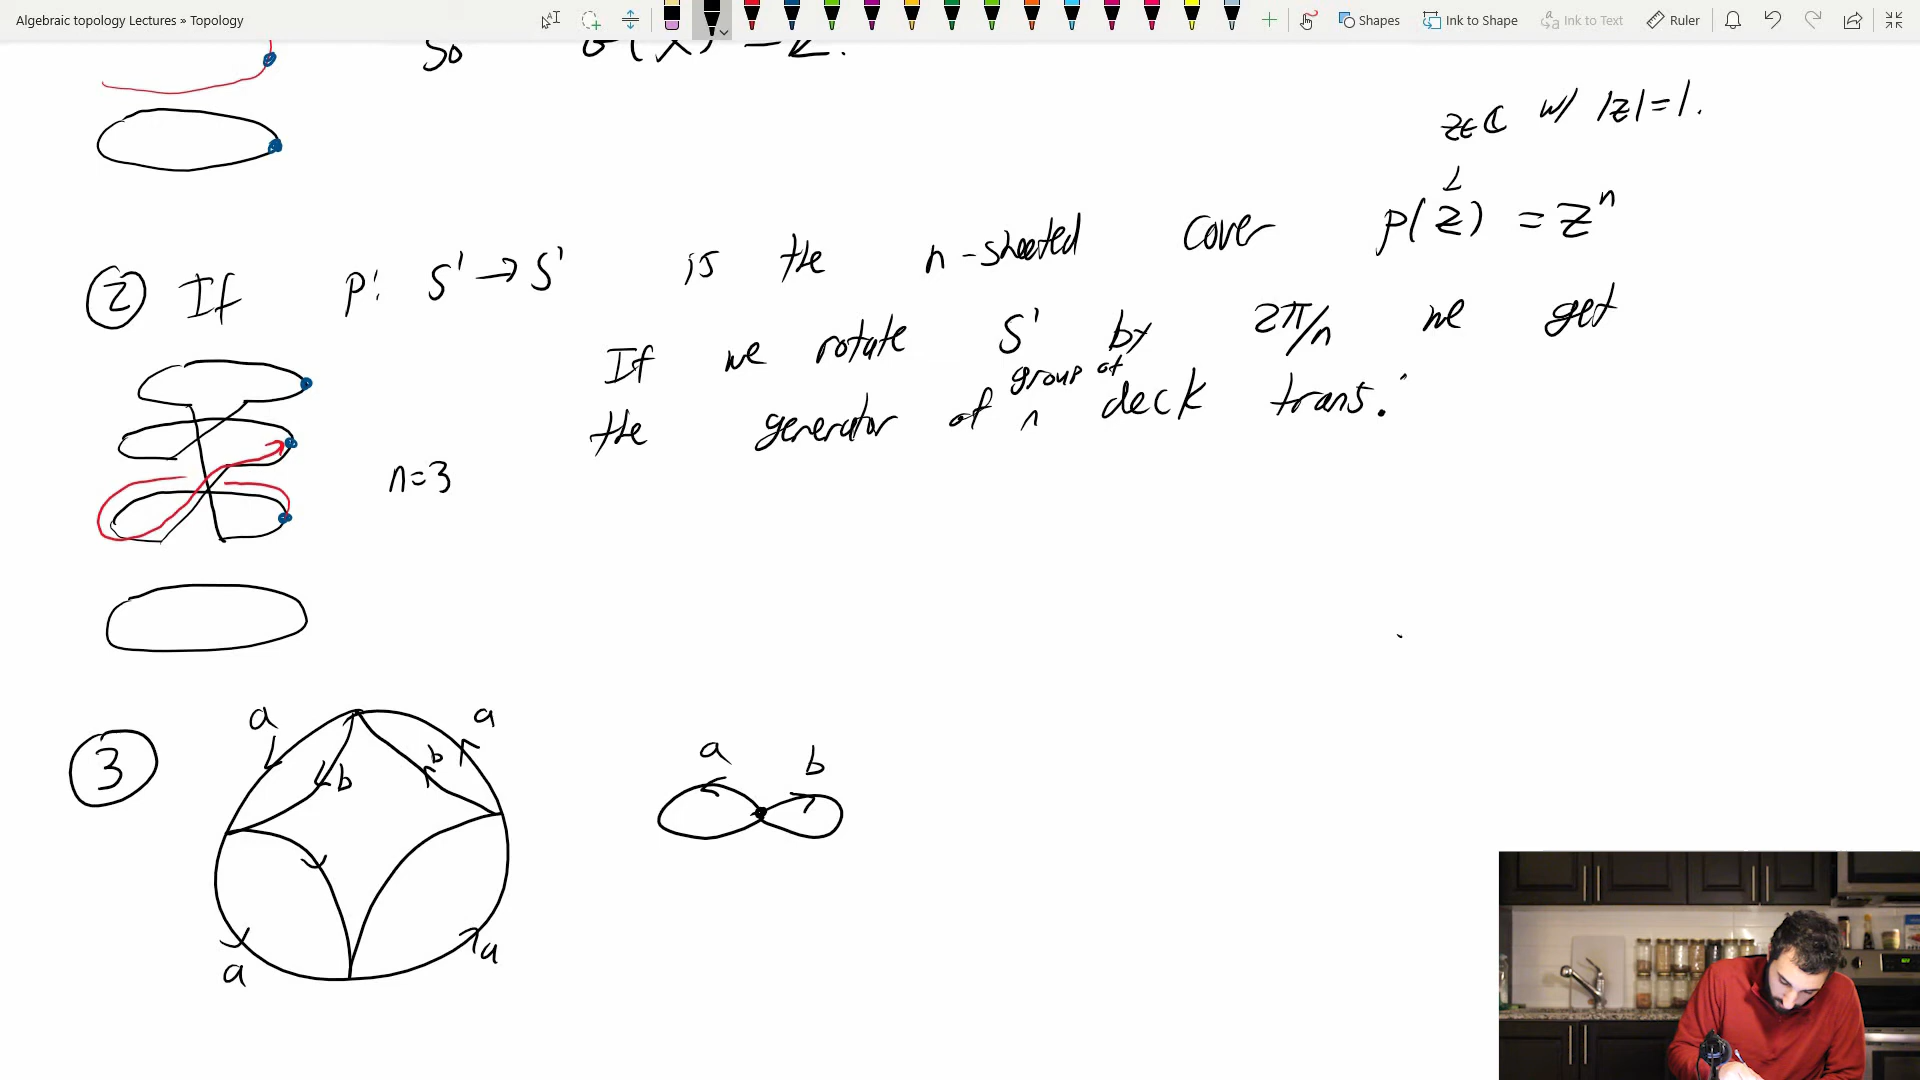 Algebraic topology Lectures » Topology
Shapes
Ink to Shape
Ink to Text
Ruler
So G(X) = Z.
z∈ℂ w/ |z|=1.
② If p: S¹ → S¹ is the n-sheeted cover p(z) = zⁿ
If we rotate S¹ by 2π/n we get
the generator of group of n deck trans.
n=3
③
a
a
b
b
a
a
a
b